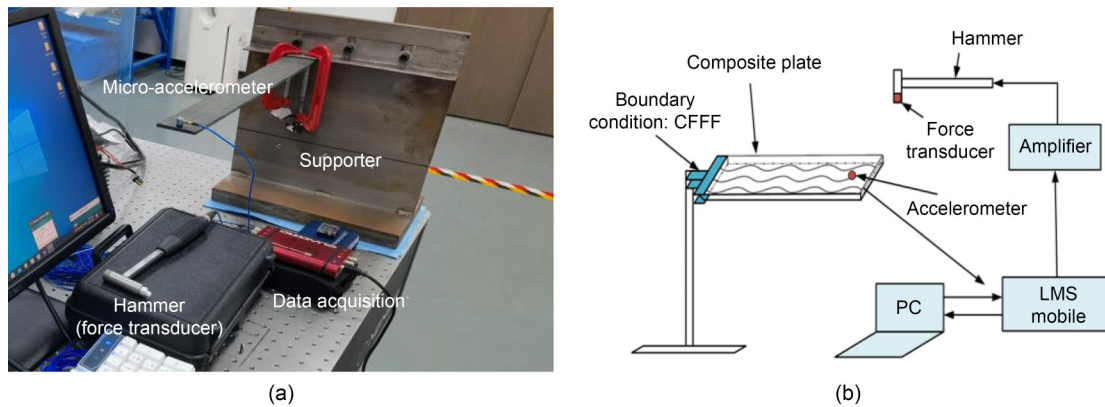 Micro-accelerometer
Supporter
Hammer
(force transducer)
Data acquisition
(a)
Hammer
Composite plate
Boundary
condition: CFFF
Force
transducer
Amplifier
Accelerometer
PC
LMS
mobile
(b)